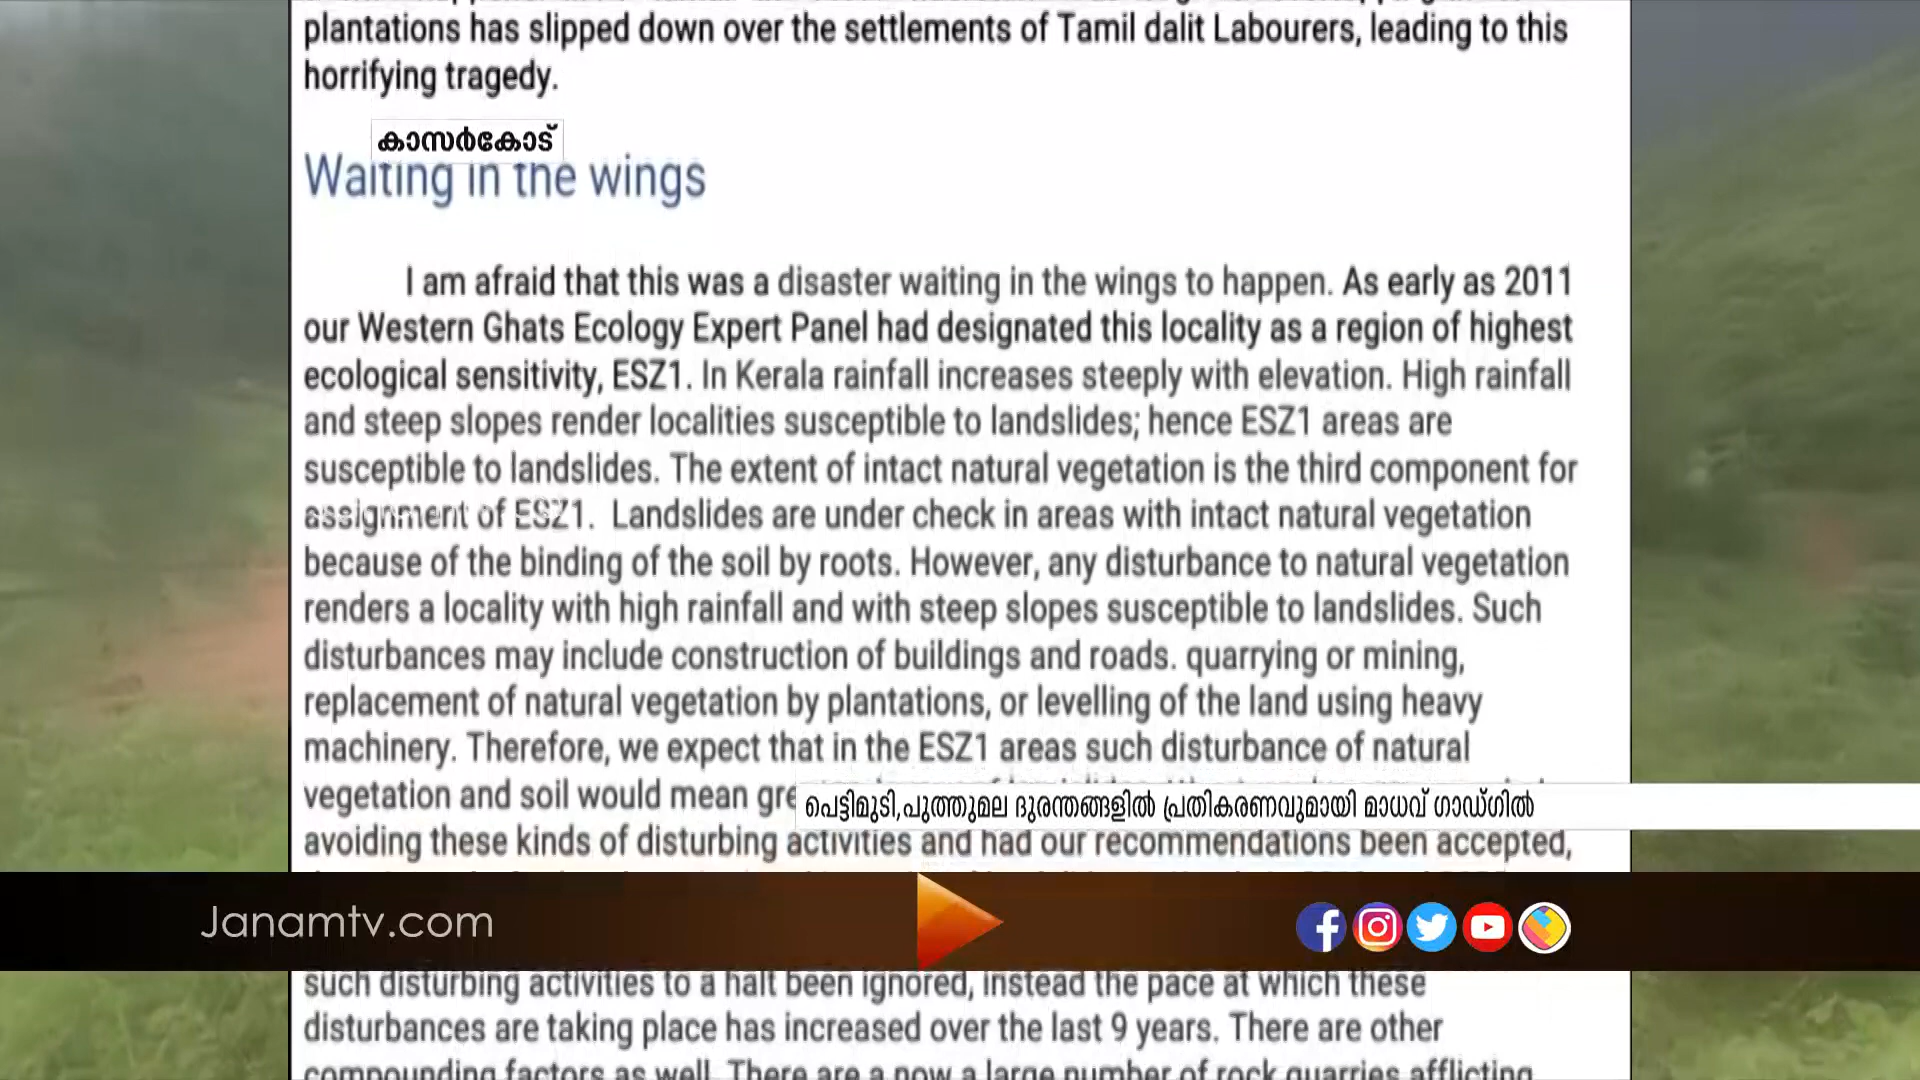 plantations has slipped down over the settlements of Tamil dalit Labourers, leading to this
horrifying tragedy.
കാസർകോട്
Waiting in the wings
I am afraid that this was a disaster waiting in the wings to happen. As early as 2011
our Western Ghats Ecology Expert Panel had designated this locality as a region of highest
ecological sensitivity, ESZ1. In Kerala rainfall increases steeply with elevation. High rainfall
and steep slopes render localities susceptible to landslides; hence ESZ1 areas are
susceptible to landslides. The extent of intact natural vegetation is the third component for
assignment of ESZ1. Landslides are under check in areas with intact natural vegetation
because of the binding of the soil by roots. However, any disturbance to natural vegetation
renders a locality with high rainfall and with steep slopes susceptible to landslides. Such
disturbances may include construction of buildings and roads. quarrying or mining,
replacement of natural vegetation by plantations, or levelling of the land using heavy
machinery. Therefore, we expect that in the ESZ1 areas such disturbance of natural
vegetation and soil would mean
പെട്ടിമുടി,പുത്തുമല ദുരന്തങ്ങളിൽ പ്രതികരണവുമായി മാധവ് ഗാഡ്ഗിൽ
avoiding these kinds of disturbing activities and had our recommendations been accepted,
Janamtv.com
such disturbing activities to a halt been ignored, instead the pace at which these
disturbances are taking place has increased over the last 9 years. There are other
compounding factors as well. There are a now a large number of rock quarries afflicting